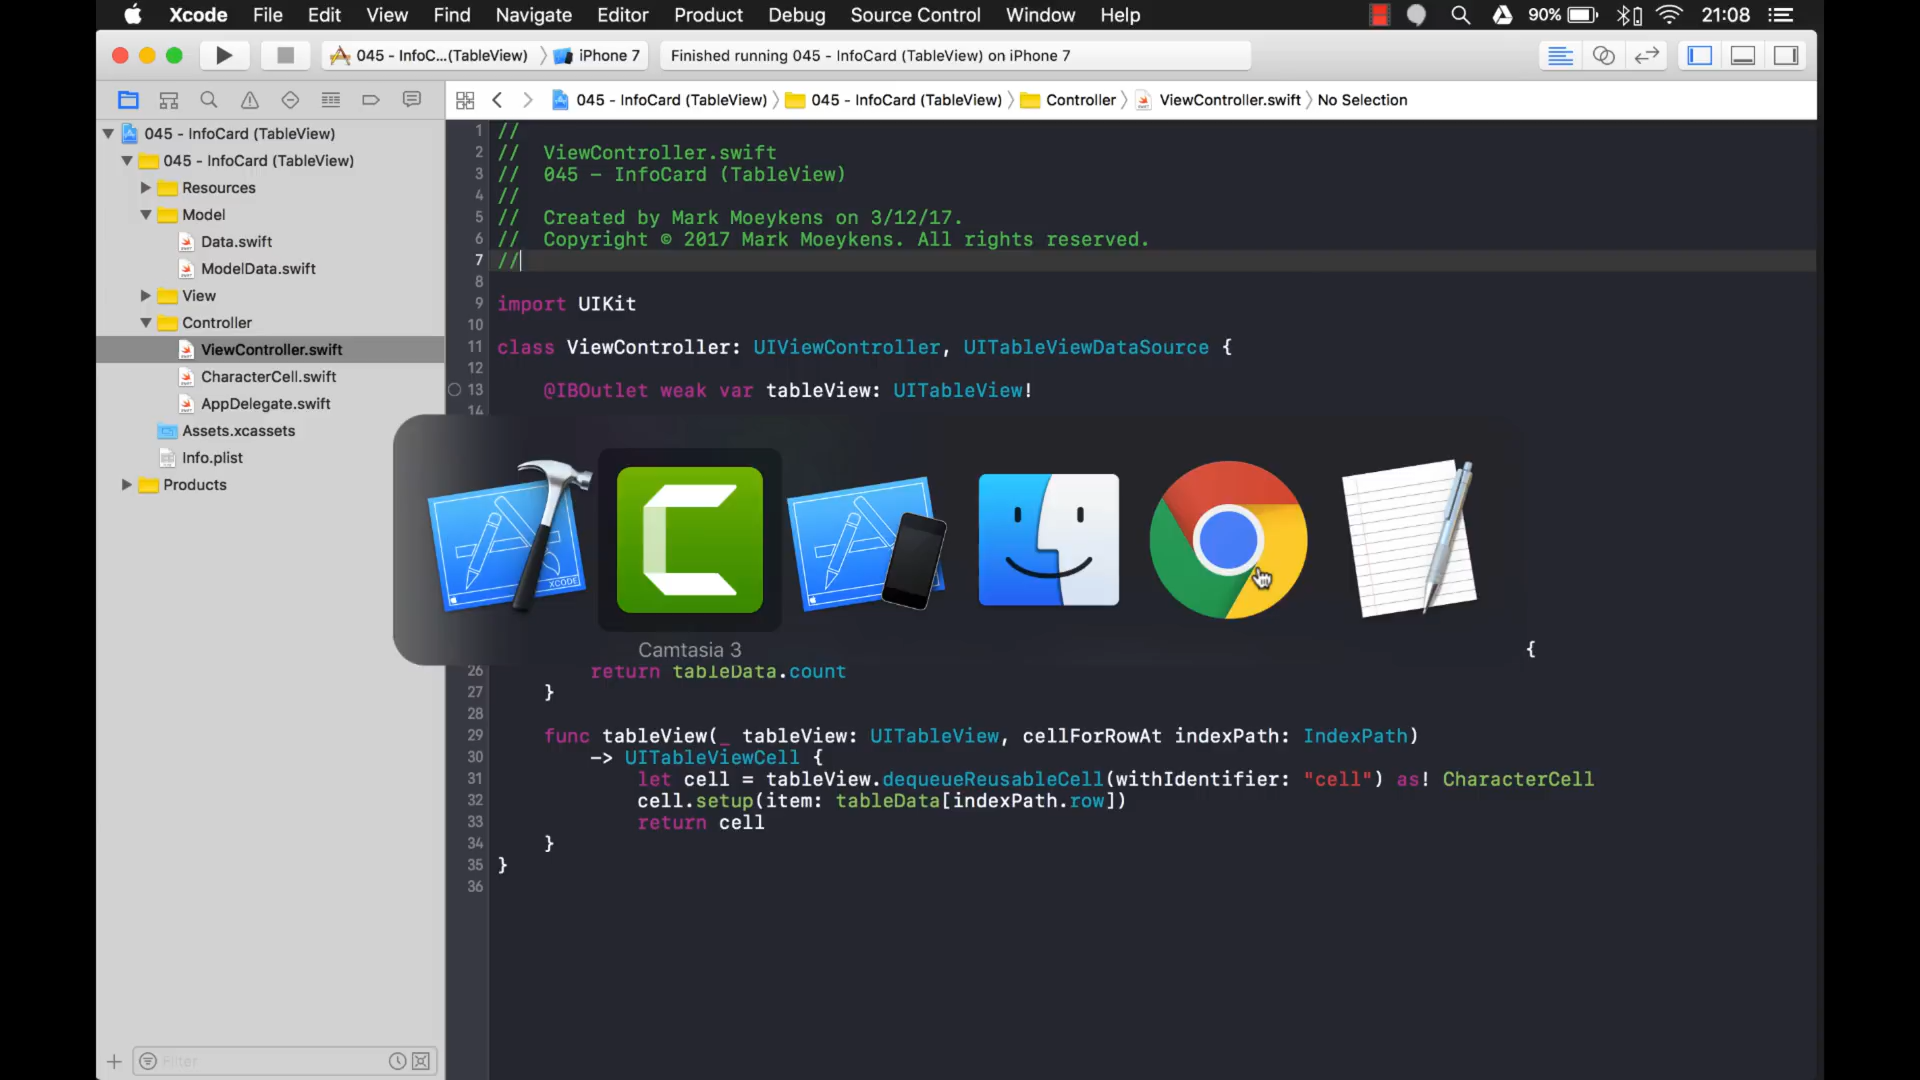 Xcode File Edit View Find Navigate Editor Product Debug Source Control Window Help 90% 21:08
045 - InfoC...(TableView) iPhone 7 Finished running 045 - InfoCard (TableView) on iPhone 7
045 - InfoCard (TableView) 045 - InfoCard (TableView) Controller ViewController.swift No Selection
045 - InfoCard (TableView)
045 - InfoCard (TableView)
Resources
Model
Data.swift
ModelData.swift
View
Controller
ViewController.swift
CharacterCell.swift
AppDelegate.swift
Assets.xcassets
Info.plist
Products
Filter
1 //
2 // ViewController.swift
3 // 045 - InfoCard (TableView)
4 //
5 // Created by Mark Moeykens on 3/12/17.
6 // Copyright © 2017 Mark Moeykens. All rights reserved.
7 //
8
9 import UIKit
10
11 class ViewController: UIViewController, UITableViewDataSource {
12
13 @IBOutlet weak var tableView: UITableView!
14
XCODE
Camtasia 3
{
26 return tableData.count
27 }
28
29 func tableView(_ tableView: UITableView, cellForRowAt indexPath: IndexPath)
30 -> UITableViewCell {
31 let cell = tableView.dequeueReusableCell(withIdentifier: "cell") as! CharacterCell
32 cell.setup(item: tableData[indexPath.row])
33 return cell
34 }
35 }
36